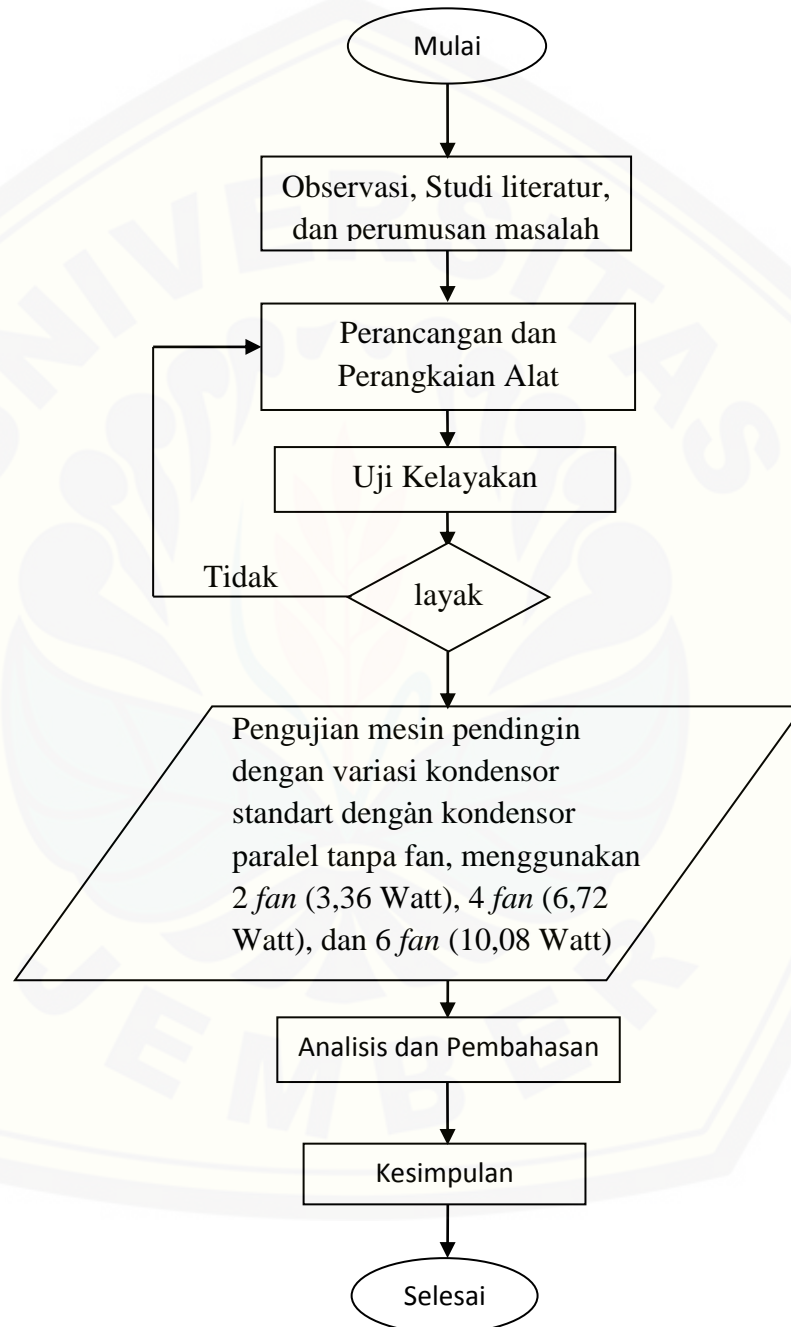 Mulai
Observasi, Studi literatur,
dan perumusan masalah
Perancangan dan
Perangkaian Alat
Uji Kelayakan
Tidak
layak
Pengujian mesin pendingin
dengan variasi kondensor
standart dengan kondensor
paralel tanpa fan, menggunakan
2 fan (3,36 Watt), 4 fan (6,72
Watt), dan 6 fan (10,08 Watt)
Analisis dan Pembahasan
Kesimpulan
Selesai
UNIVERSITAS
JEMBER